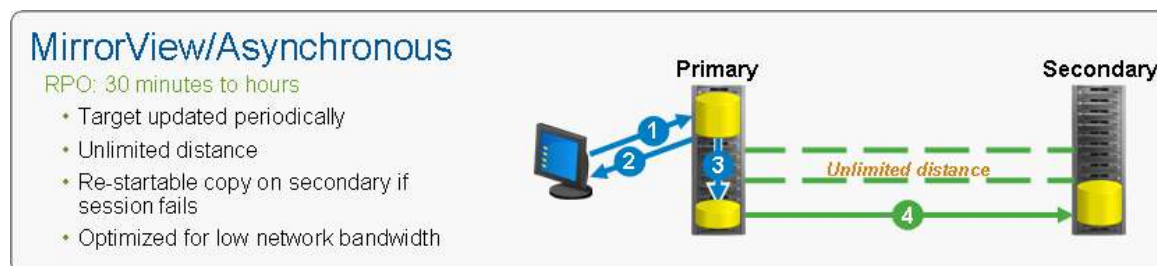 MirrorView/Asynchronous
RPO: 30 minutes to hours
• Target updated periodically
• Unlimited distance
• Re-startable copy on secondary if
session fails
• Optimized for low network bandwidth
Primary
Secondary
1
2
3
Unlimited distance
4